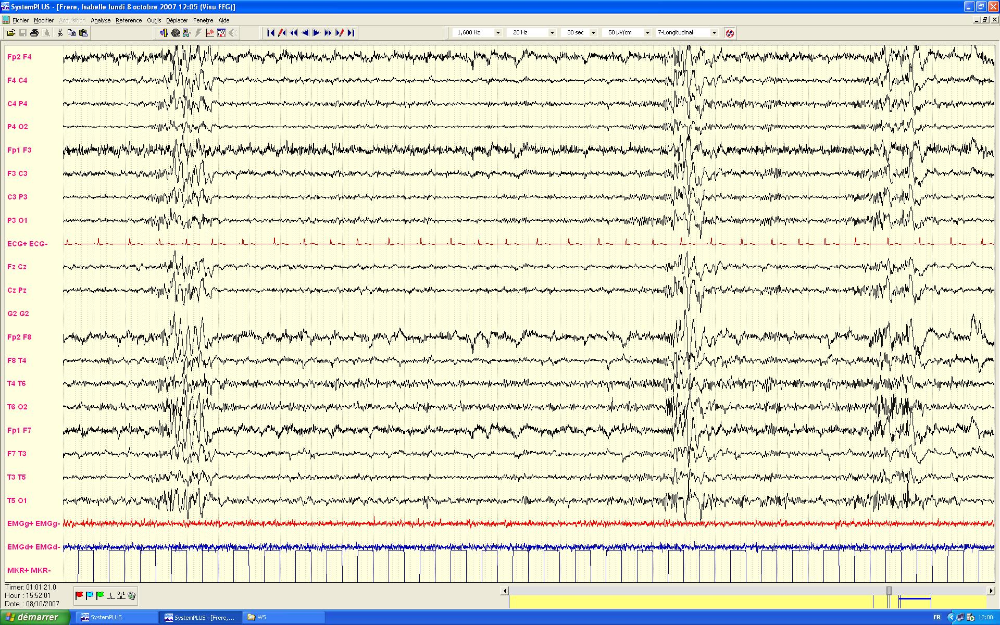 SystemPLUS - [Frere, Isabelle lundi 8 octobre 2007 12:05 (Visu EEG)]
Fichier Modifier Acquisition Analyse Reference Outils Déplacer Fenetre Aide
1,600 Hz 20 Hz 30 sec 50 µV/cm 7-Longitudinal
Fp2 F4
F4 C4
C4 P4
P4 O2
Fp1 F3
F3 C3
C3 P3
P3 O1
ECG+ ECG-
Fz Cz
Cz Pz
G2 G2
Fp2 F8
F8 T4
T4 T6
T6 O2
Fp1 F7
F7 T3
T3 T5
T5 O1
EMGg+ EMGg-
EMGd+ EMGd-
MKR+ MKR-
Timer: 01:01:21.0
Hour : 15:52:01
Date : 08/10/2007
démarrer SystemPLUS SystemPLUS - [Frere,... WS FR 12:00